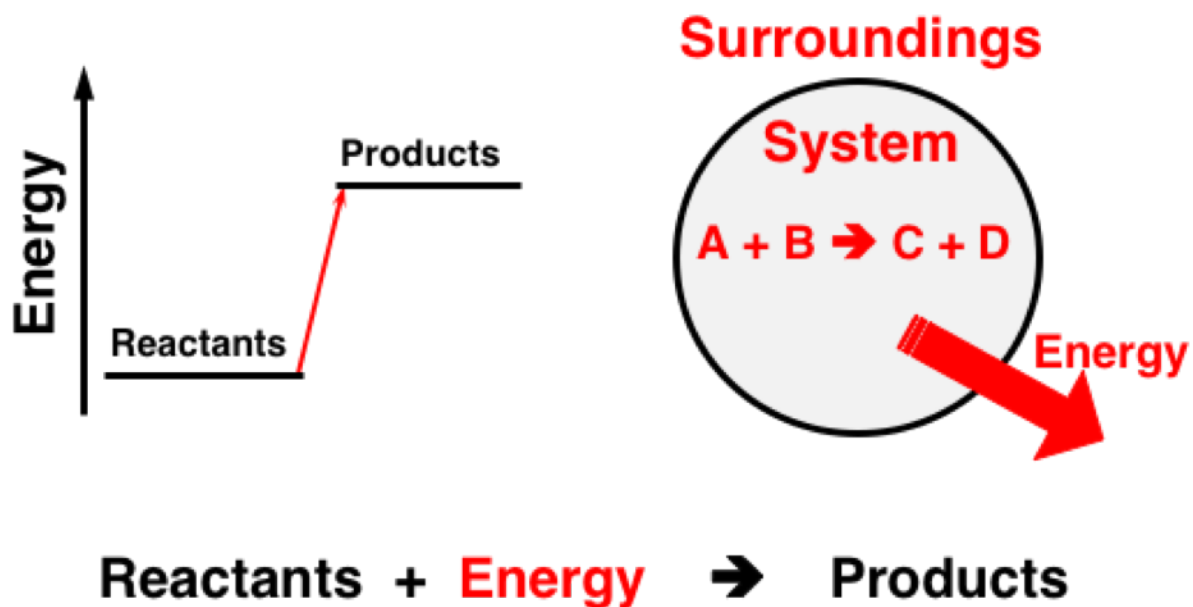 Surroundings
System
Energy
Products
Reactants
A + B ➔ C + D
Energy
Reactants + Energy ➔ Products